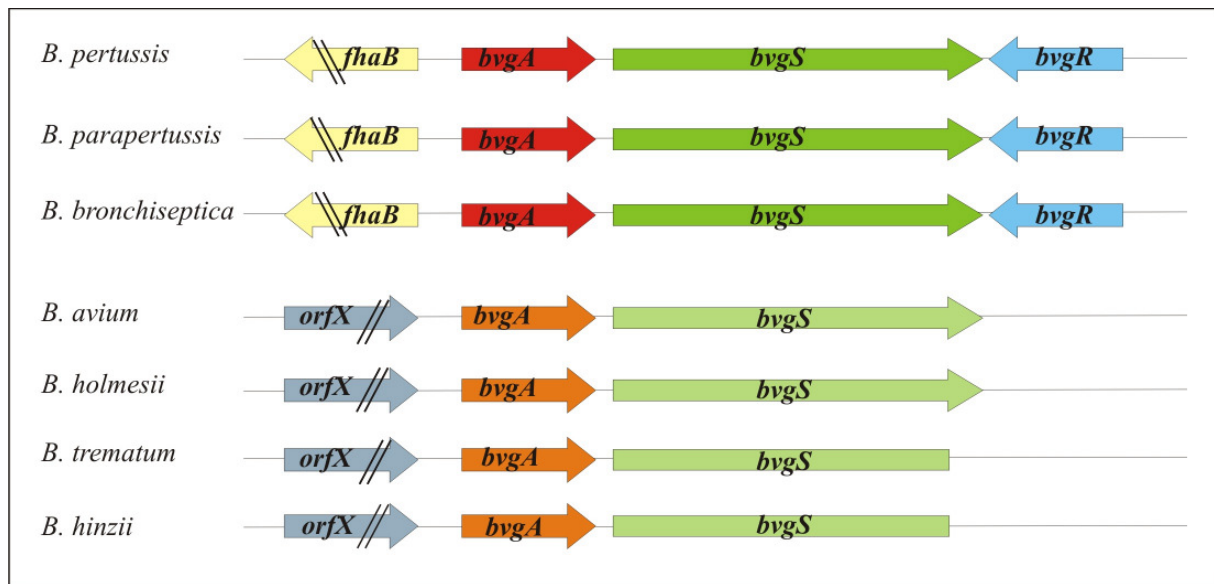 B. pertussis fhaB bvgA bvgS bvgR
B. parapertussis fhaB bvgA bvgS bvgR
B. bronchiseptica fhaB bvgA bvgS bvgR
B. avium orfX bvgA bvgS
B. holmesii orfX bvgA bvgS
B. trematum orfX bvgA bvgS
B. hinzii orfX bvgA bvgS